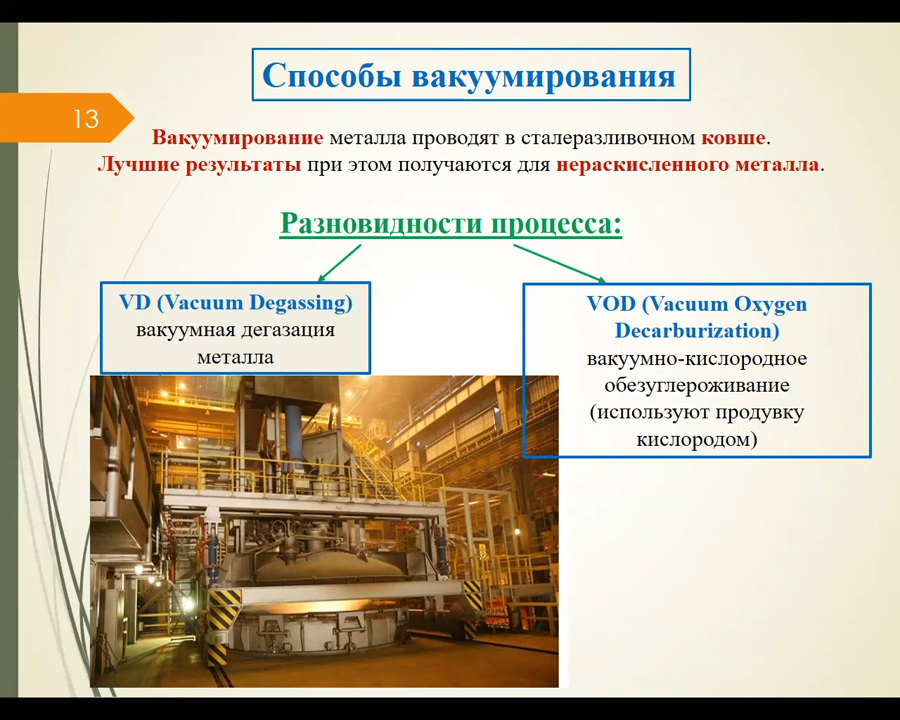 Способы вакуумирования
13
Вакуумирование металла проводят в сталеразливочном ковше.
Лучшие результаты при этом получаются для нераскисленного металла.
Разновидности процесса:
VD (Vacuum Degassing)
вакуумная дегазация
металла
VOD (Vacuum Oxygen
Decarburization)
вакуумно-кислородное
обезуглероживание
(используют продувку
кислородом)